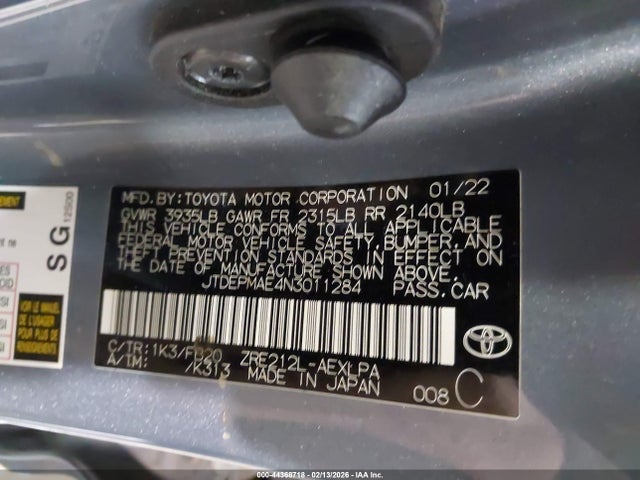 MFD.BY:TOYOTA MOTOR CORPORATION 01/22
GVWR 3935LB GAWR FR 2315LB RR 2140LB
THIS VEHICLE CONFORMS TO ALL APPLICABLE
FEDERAL MOTOR VEHICLE SAFETY,BUMPER,AND
THEFT PREVENTION STANDARDS IN EFFECT ON
THE DATE OF MANUFACTURE SHOWN ABOVE.
JTDEPMAE4N3011284 PASS.CAR
C/TR:1K3/FB20 ZRE212L-AEXLPA
A/TM: /K313 MADE IN JAPAN
008 C
TOYOTA
SG 12500
000-44368718 - 02/13/2026 - IAA, Inc.